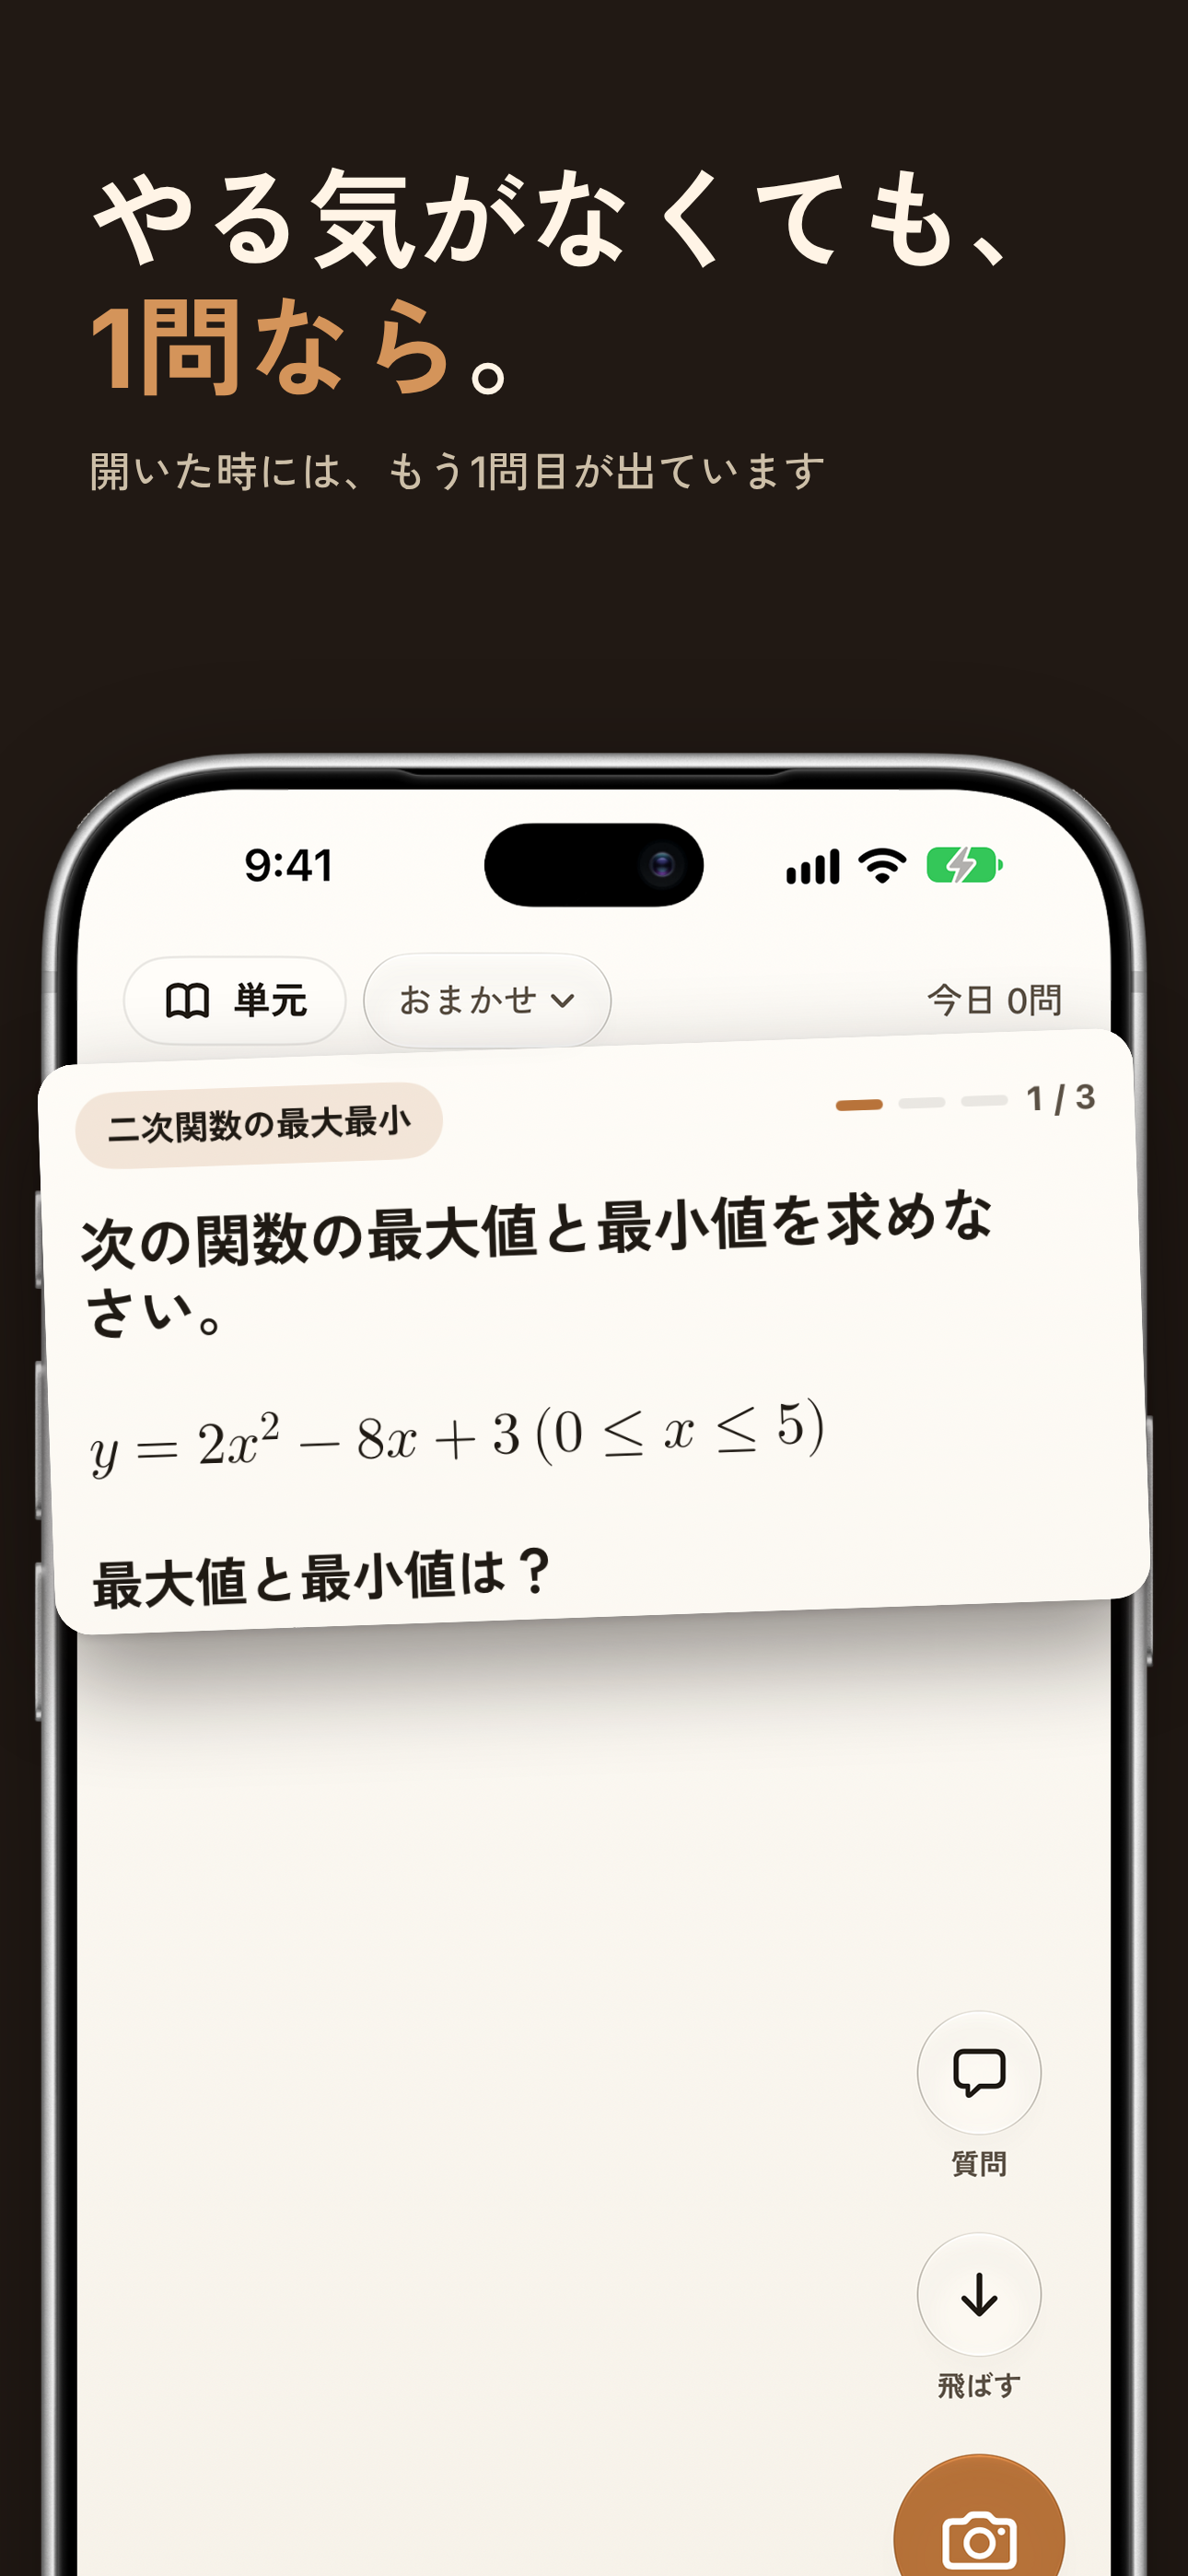 やる気がなくても、
1問なら。
開いた時には、もう1問目が出ています
9:41
単元 おまかせ 今日 0問
二次関数の最大最小 1 / 3
次の関数の最大値と最小値を求めな
さい。
y = 2x² − 8x + 3 (0 ≤ x ≤ 5)
最大値と最小値は？
質問
飛ばす